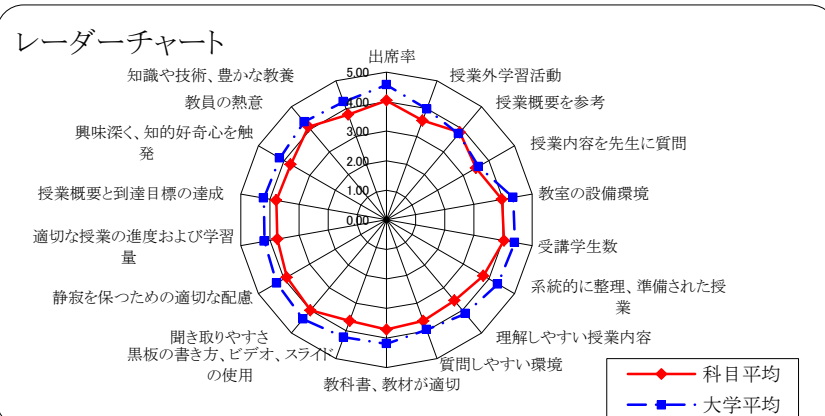 レーダーチャート
出席率
授業外学習活動
授業概要を参考
授業内容を先生に質問
教室の設備環境
受講学生数
系統的に整理、準備された授
業
理解しやすい授業内容
質問しやすい環境
教科書、教材が適切
黒板の書き方、ビデオ、スライド
の使用
聞き取りやすさ
静寂を保つための適切な配慮
適切な授業の進度および学習
量
授業概要と到達目標の達成
興味深く、知的好奇心を触
発
教員の熱意
知識や技術、豊かな教養
5.00
4.00
3.00
2.00
1.00
0.00
科目平均
大学平均